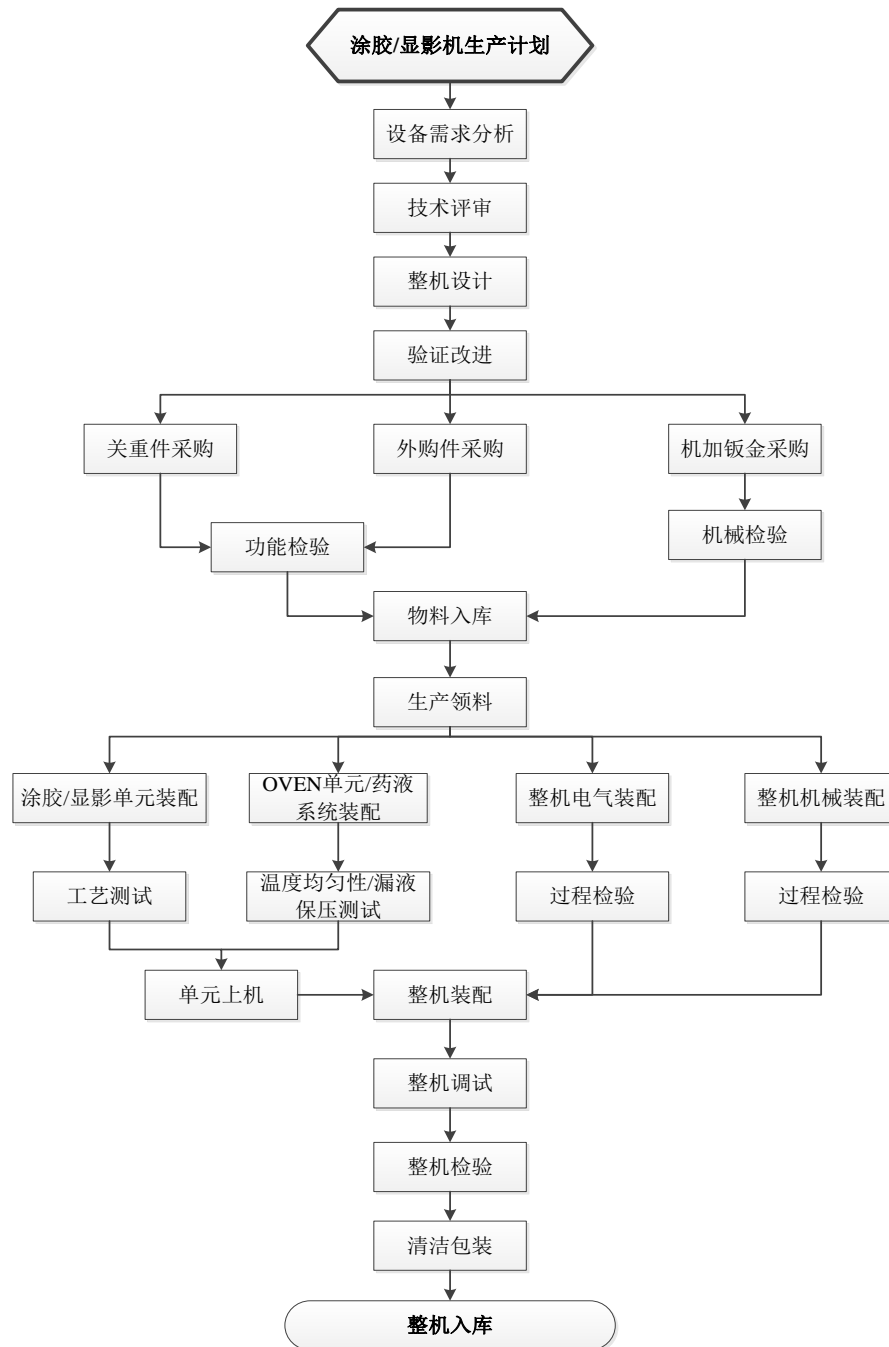 涂胶/显影机生产计划
设备需求分析
技术评审
整机设计
验证改进
关重件采购
外购件采购
机加钣金采购
功能检验
机械检验
物料入库
生产领料
涂胶/显影单元装配
OVEN单元/药液
系统装配
整机电气装配
整机机械装配
工艺测试
温度均匀性/漏液
保压测试
过程检验
过程检验
单元上机
整机装配
整机调试
整机检验
清洁包装
整机入库